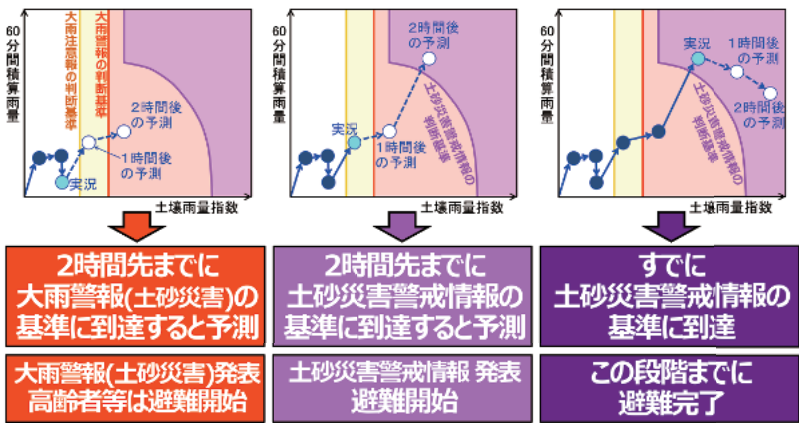 60分間積算雨量
大雨注意報の判断基準
大雨警報の判断基準
2時間後
の予測
1時間後
の予測
実況
土壌雨量指数
2時間先までに
大雨警報(土砂災害)の
基準に到達すると予測
大雨警報(土砂災害)発表
高齢者等は避難開始
60分間積算雨量
2時間後
の予測
実況
1時間後
の予測
土砂災害警戒情報の
判断基準
土壌雨量指数
2時間先までに
土砂災害警戒情報の
基準に到達すると予測
土砂災害警戒情報 発表
避難開始
60分間積算雨量
実況
1時間後
の予測
2時間後
の予測
土砂災害警戒情報の
判断基準
土壌雨量指数
すでに
土砂災害警戒情報の
基準に到達
この段階までに
避難完了